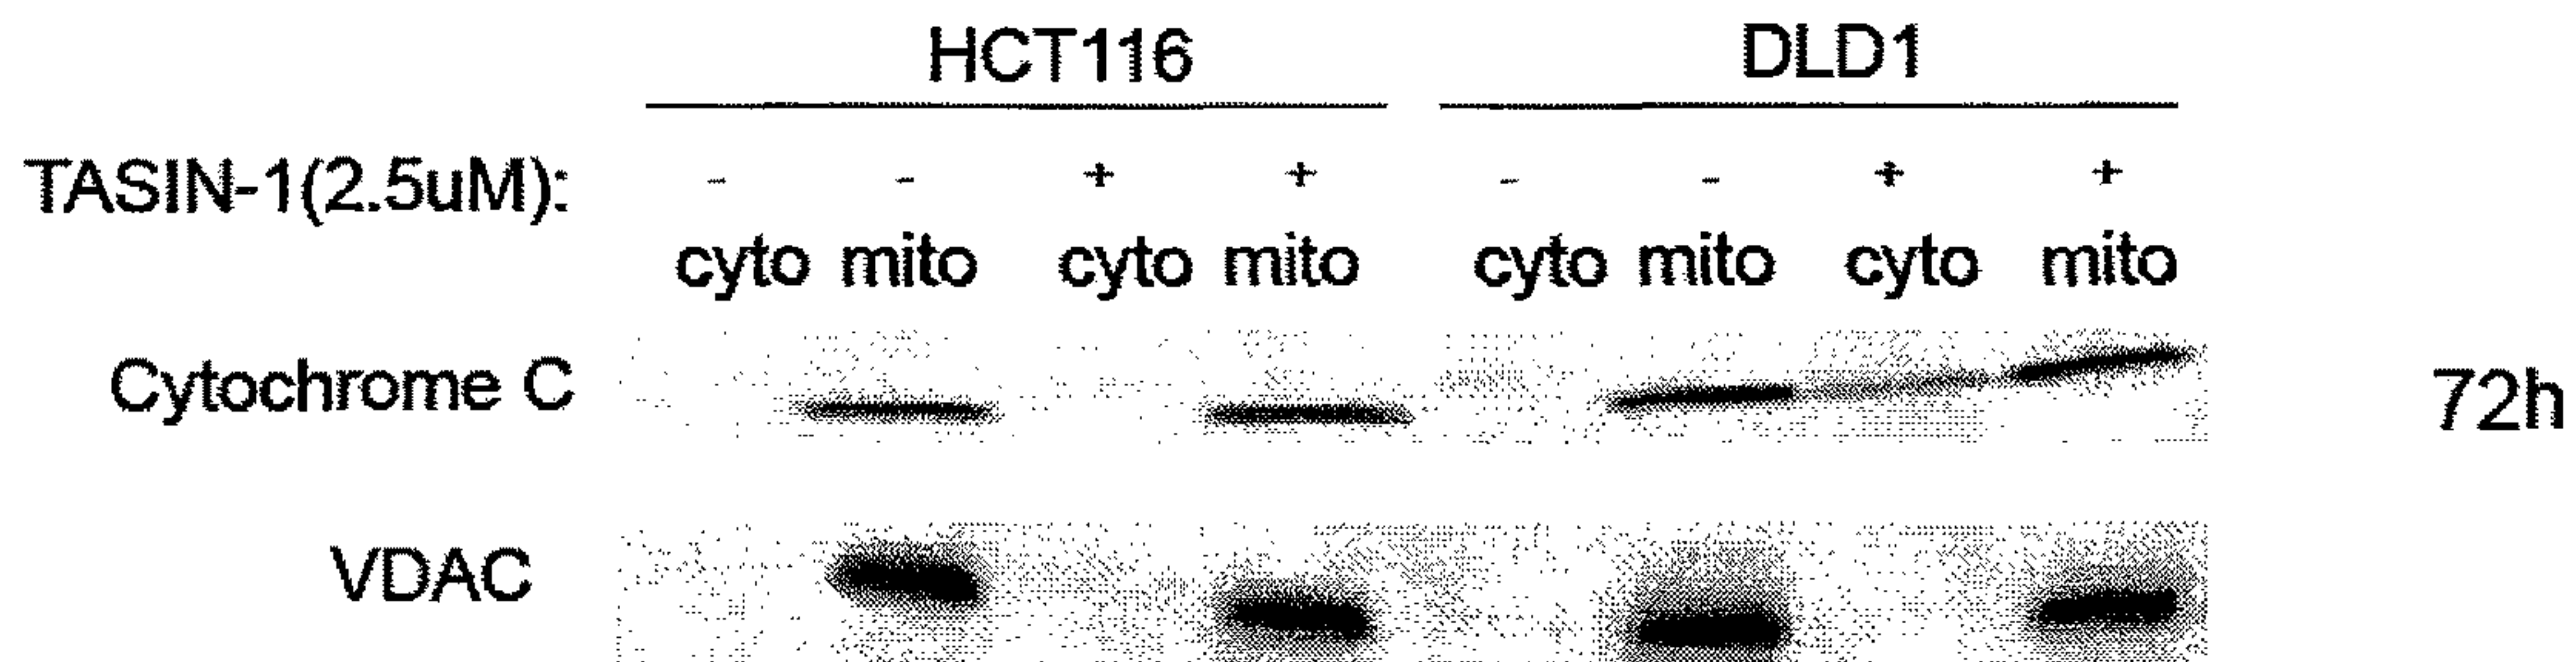 HCT116 DLD1
TASIN-1(2.5uM): - - + + - - + +
cyto mito cyto mito cyto mito cyto mito
Cytochrome C 72h
VDAC